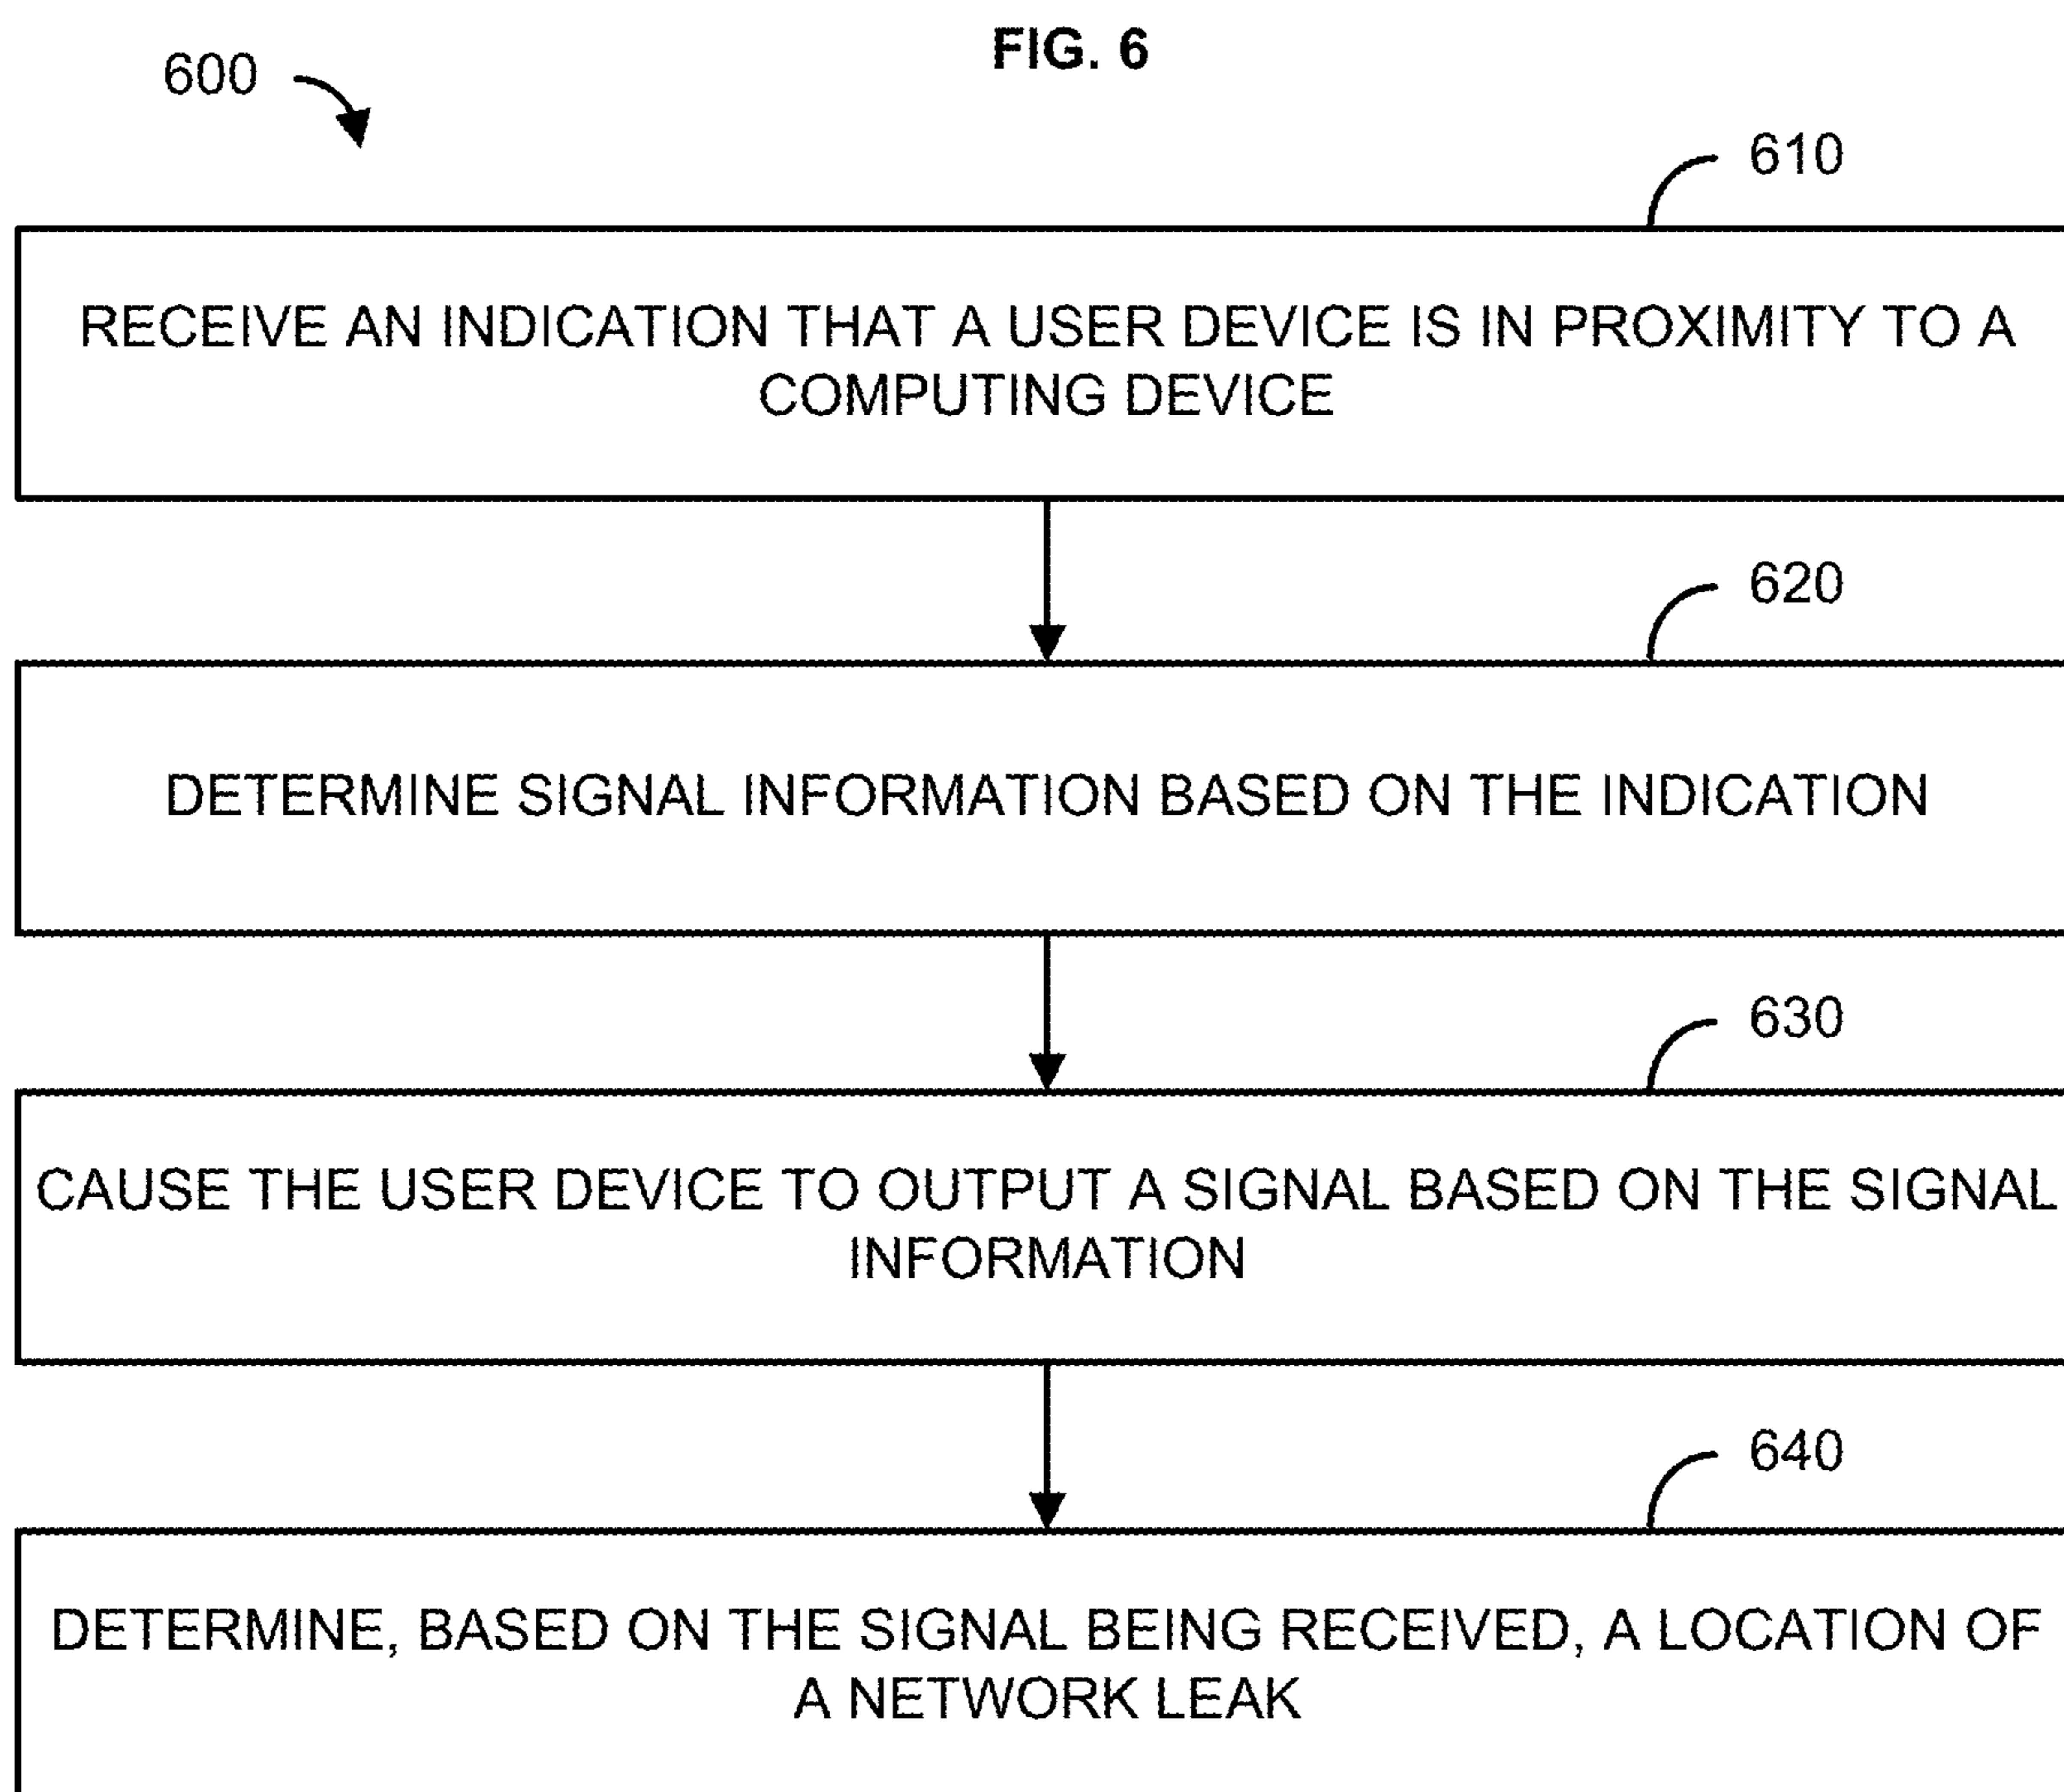 FIG. 6
600
610
RECEIVE AN INDICATION THAT A USER DEVICE IS IN PROXIMITY TO A
COMPUTING DEVICE
620
DETERMINE SIGNAL INFORMATION BASED ON THE INDICATION
630
CAUSE THE USER DEVICE TO OUTPUT A SIGNAL BASED ON THE SIGNAL
INFORMATION
640
DETERMINE, BASED ON THE SIGNAL BEING RECEIVED, A LOCATION OF
A NETWORK LEAK